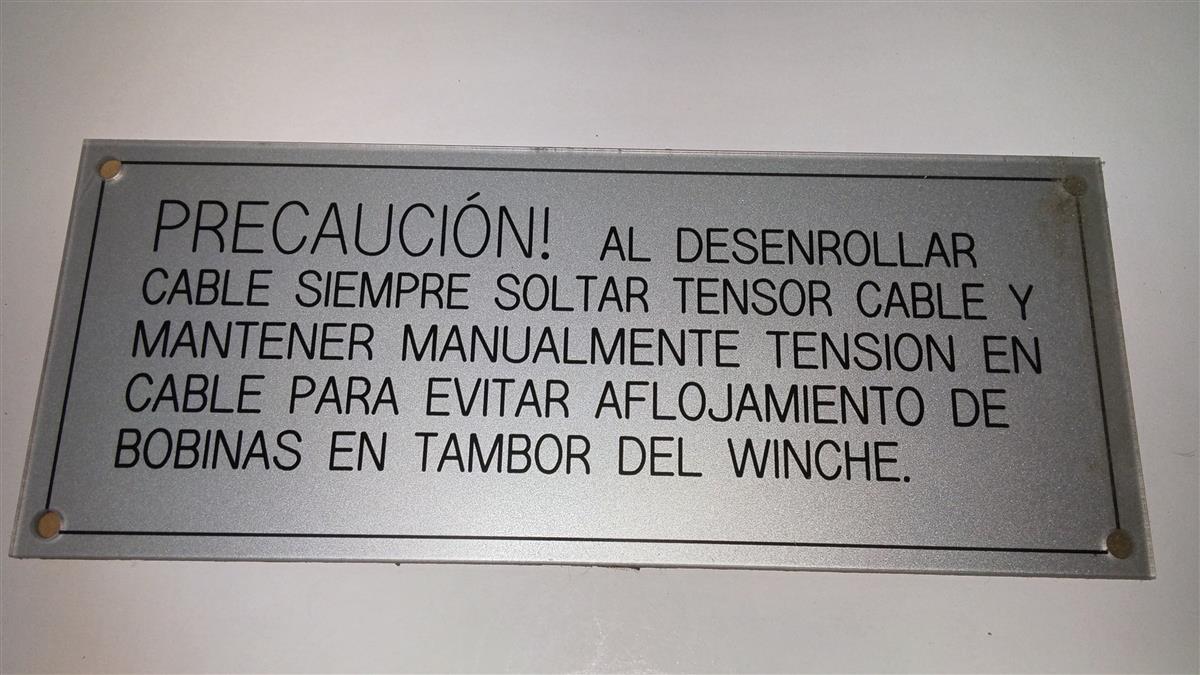 PRECAUCIÓN! AL DESENROLLAR
CABLE SIEMPRE SOLTAR TENSOR CABLE Y
MANTENER MANUALMENTE TENSION EN
CABLE PARA EVITAR AFLOJAMIENTO DE
BOBINAS EN TAMBOR DEL WINCHE.